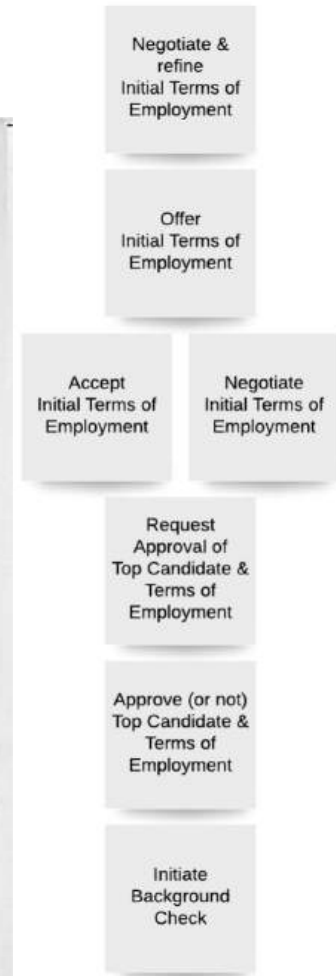 Negotiate &
refine
Initial Terms of
Employment
Offer
Initial Terms of
Employment
Accept
Initial Terms of
Employment
Negotiate
Initial Terms of
Employment
Request
Approval of
Top Candidate &
Terms of
Employment
Approve (or not)
Top Candidate &
Terms of
Employment
Initiate
Background
Check